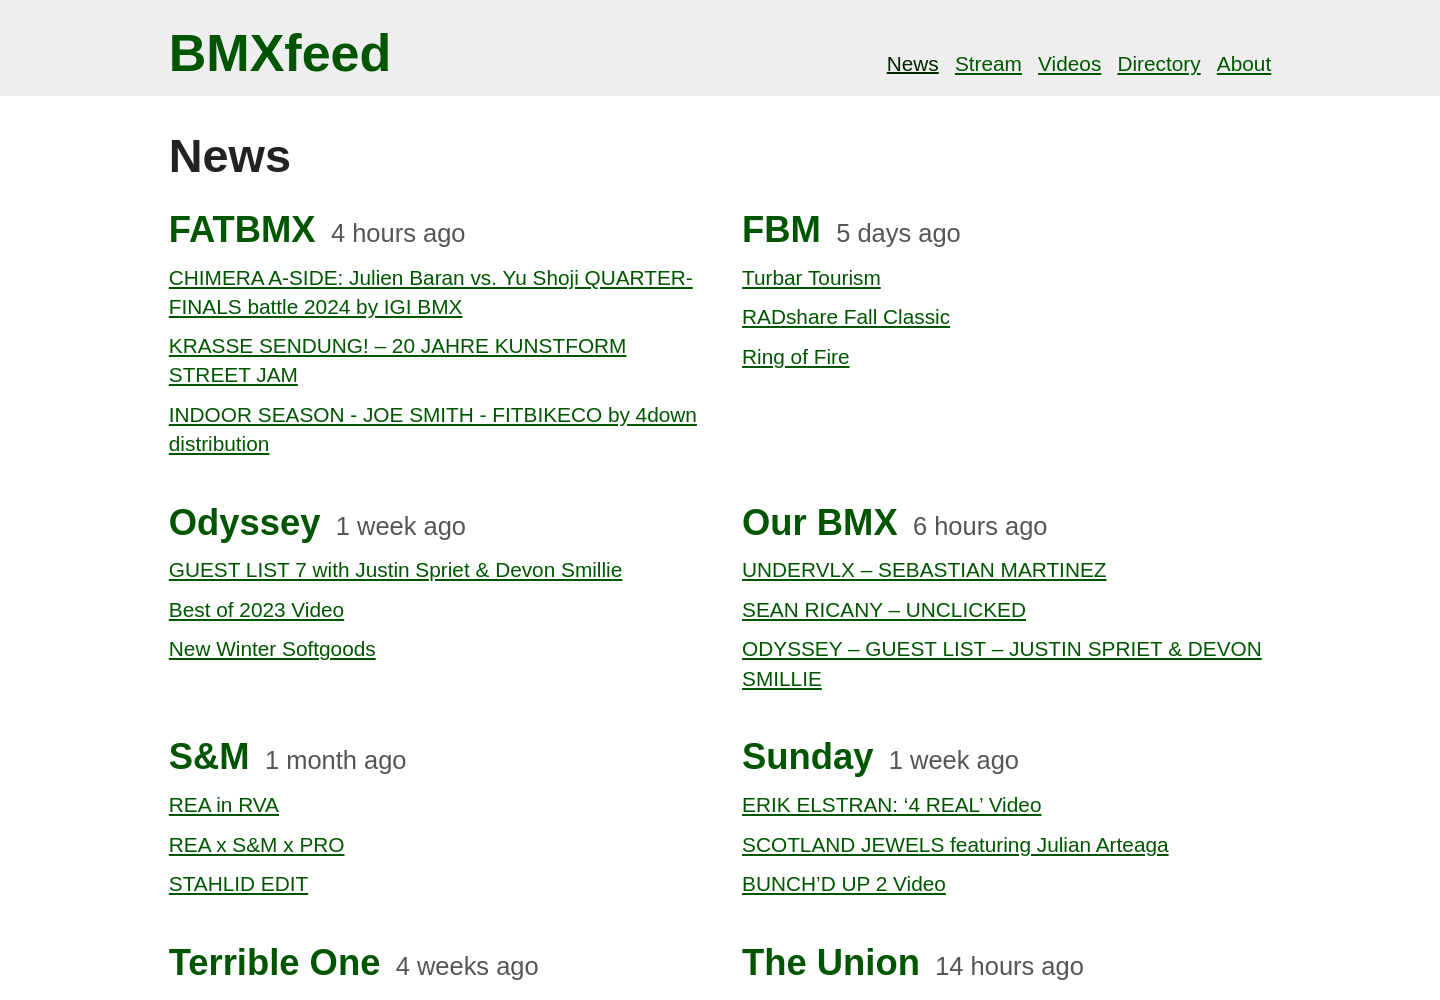 BMXfeed
News Stream Videos Directory About
News
FATBMX 4 hours ago
CHIMERA A-SIDE: Julien Baran vs. Yu Shoji QUARTER-
FINALS battle 2024 by IGI BMX
KRASSE SENDUNG! – 20 JAHRE KUNSTFORM
STREET JAM
INDOOR SEASON - JOE SMITH - FITBIKECO by 4down
distribution
FBM 5 days ago
Turbar Tourism
RADshare Fall Classic
Ring of Fire
Odyssey 1 week ago
GUEST LIST 7 with Justin Spriet & Devon Smillie
Best of 2023 Video
New Winter Softgoods
Our BMX 6 hours ago
UNDERVLX – SEBASTIAN MARTINEZ
SEAN RICANY – UNCLICKED
ODYSSEY – GUEST LIST – JUSTIN SPRIET & DEVON
SMILLIE
S&M 1 month ago
REA in RVA
REA x S&M x PRO
STAHLID EDIT
Sunday 1 week ago
ERIK ELSTRAN: ‘4 REAL’ Video
SCOTLAND JEWELS featuring Julian Arteaga
BUNCH’D UP 2 Video
Terrible One 4 weeks ago
The Union 14 hours ago